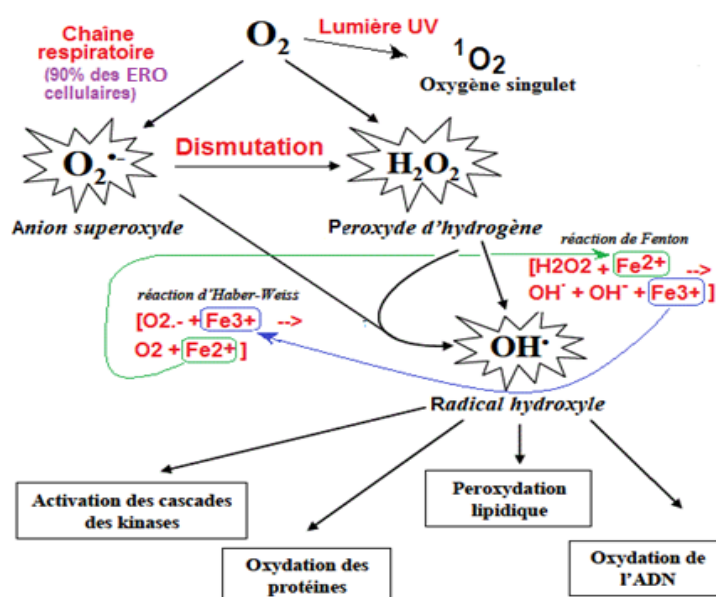 Chaîne
respiratoire
(90% des ERO
cellulaires)
O₂
Lumière UV
¹O₂
Oxygène singulet
O₂•-
Dismutation
H₂O₂
Anion superoxyde
Peroxyde d'hydrogène
réaction de Fenton
[H2O2 + Fe2+ -->
OH• + OH- + Fe3+ ]
réaction d'Haber-Weiss
[O2.- + Fe3+ -->
O2 + Fe2+ ]
OH•
Radical hydroxyle
Activation des cascades
des kinases
Peroxydation
lipidique
Oxydation des
protéines
Oxydation de
l'ADN